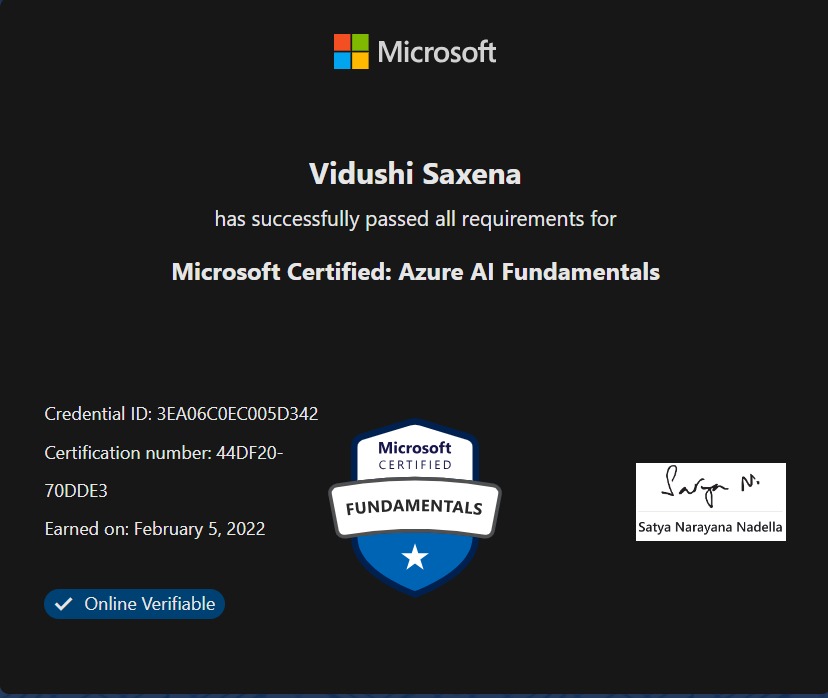 Microsoft
Vidushi Saxena
has successfully passed all requirements for
Microsoft Certified: Azure AI Fundamentals
Credential ID: 3EA06C0EC005D342
Certification number: 44DF20-
70DDE3
Earned on: February 5, 2022
Online Verifiable
Microsoft
CERTIFIED
FUNDAMENTALS
Satya N.
Satya Narayana Nadella